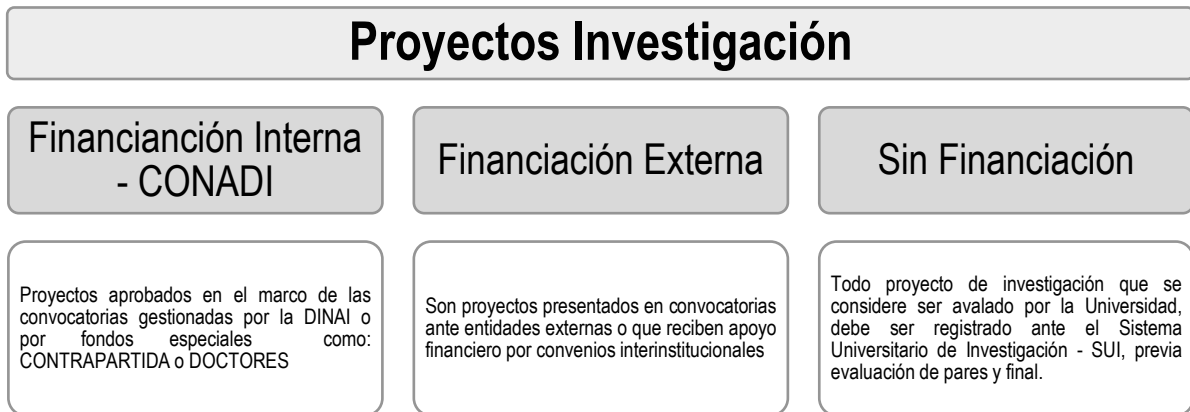 Proyectos Investigación
Financianción Interna
- CONADI
Proyectos aprobados en el marco de las
convocatorias gestionadas por la DINAI o
por fondos especiales como:
CONTRAPARTIDA o DOCTORES
Financiación Externa
Son proyectos presentados en convocatorias
ante entidades externas o que reciben apoyo
financiero por convenios interinstitucionales
Sin Financiación
Todo proyecto de investigación que se
considere ser avalado por la Universidad,
debe ser registrado ante el Sistema
Universitario de Investigación - SUI, previa
evaluación de pares y final.